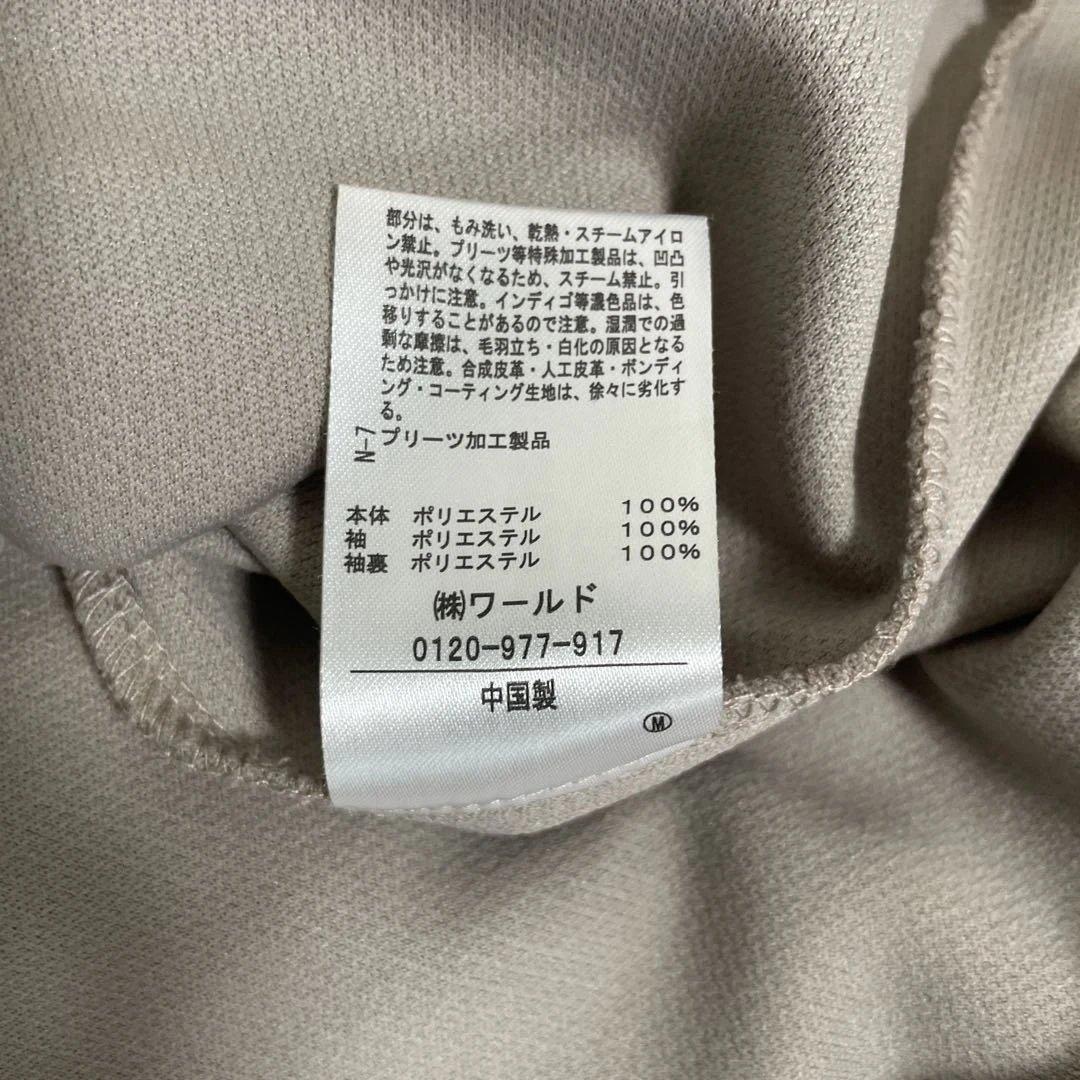 部分は、もみ洗い、乾熱・スチームアイロ
ン禁止。プリーツ等特殊加工製品は、凹凸
や光沢がなくなるため、スチーム禁止。引
っかけに注意。インディゴ等濃色品は、色
移りすることがあるので注意。湿潤での過
剰な摩擦は、毛羽立ち・白化の原因となる
ため注意。合成皮革・人工皮革・ボンディ
ング・コーティング生地は、徐々に劣化す
る。
N-7
プリーツ加工製品
本体 ポリエステル 100%
袖 ポリエステル 100%
袖裏 ポリエステル 100%
㈱ワールド
0120-977-917
中国製
Ⓜ